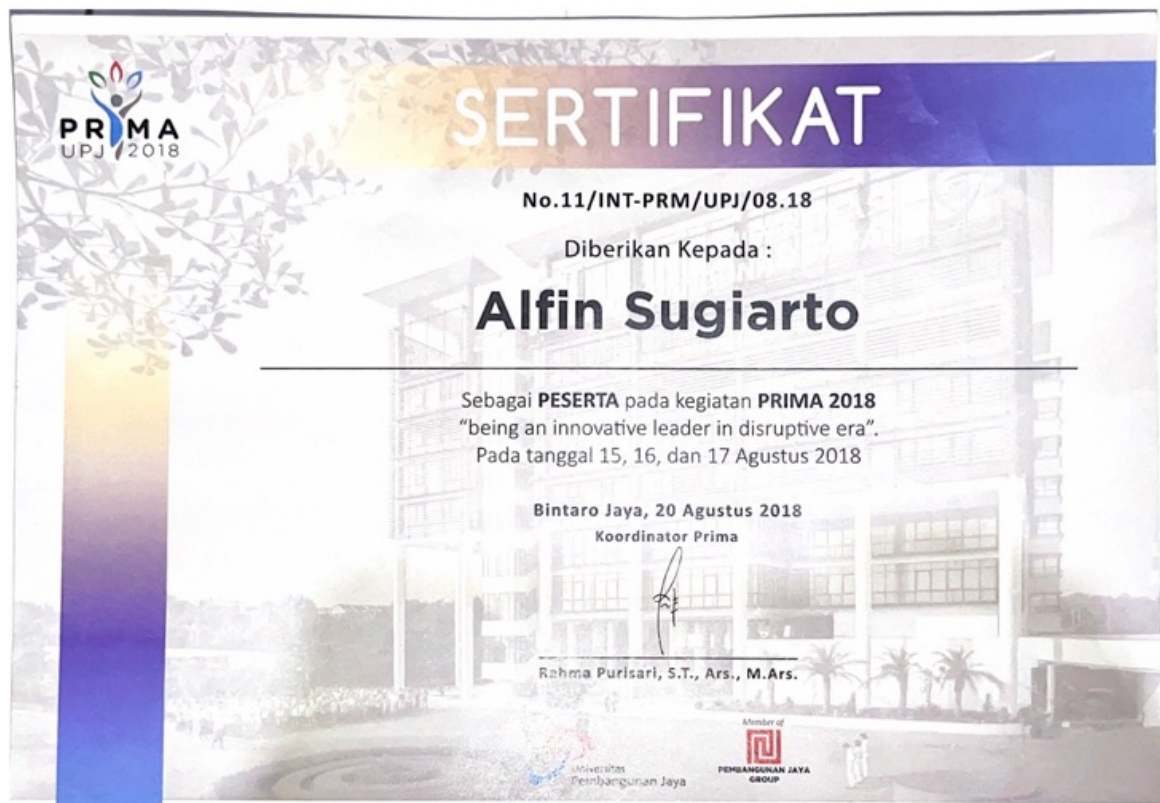 PRIMA
UPJ 2018
SERTIFIKAT
No.11/INT-PRM/UPJ/08.18
Diberikan Kepada :
Alfin Sugiarto
Sebagai PESERTA pada kegiatan PRIMA 2018
“being an innovative leader in disruptive era”.
Pada tanggal 15, 16, dan 17 Agustus 2018
Bintaro Jaya, 20 Agustus 2018
Koordinator Prima
Rahma Purisari, S.T., Ars., M.Ars.
Universitas
Pembangunan Jaya
Member of
PEMBANGUNAN JAYA
GROUP